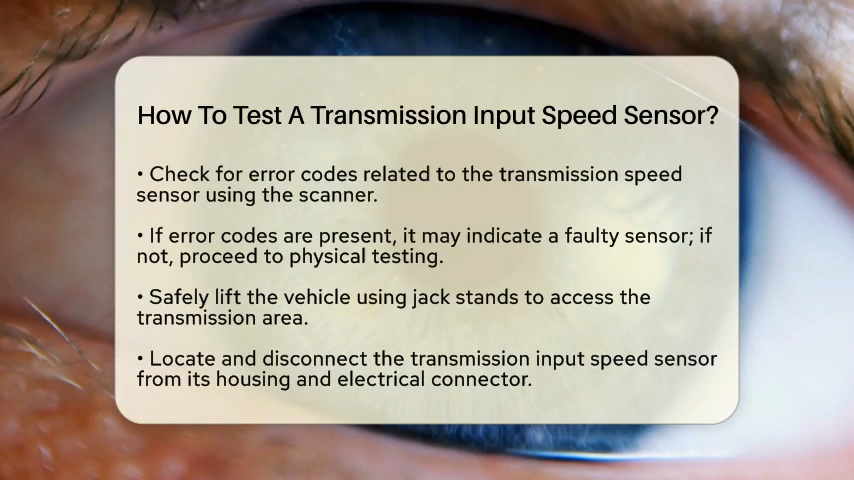 How To Test A Transmission Input Speed Sensor?
• Check for error codes related to the transmission speed
sensor using the scanner.
• If error codes are present, it may indicate a faulty sensor; if
not, proceed to physical testing.
• Safely lift the vehicle using jack stands to access the
transmission area.
• Locate and disconnect the transmission input speed sensor
from its housing and electrical connector.